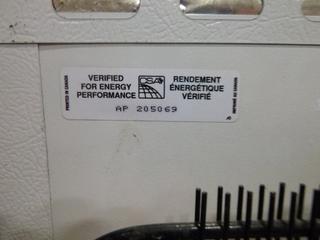 PRINTED IN CANADA
VERIFIED
FOR ENERGY
PERFORMANCE
CSA
RENDEMENT
ÉNERGÉTIQUE
VÉRIFIÉ
AP 205069
IMPRIMÉ AU CANADA